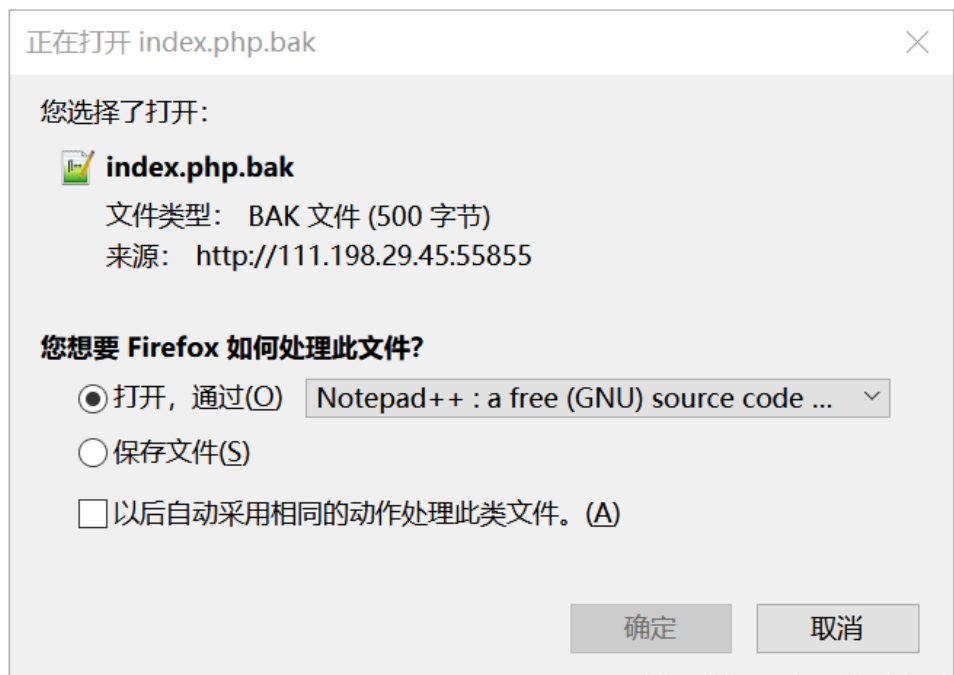 正在打开 index.php.bak
您选择了打开：
index.php.bak
文件类型： BAK 文件 (500 字节)
来源： http://111.198.29.45:55855
您想要 Firefox 如何处理此文件？
打开，通过(O) Notepad++ : a free (GNU) source code ...
保存文件(S)
以后自动采用相同的动作处理此类文件。(A)
确定 取消